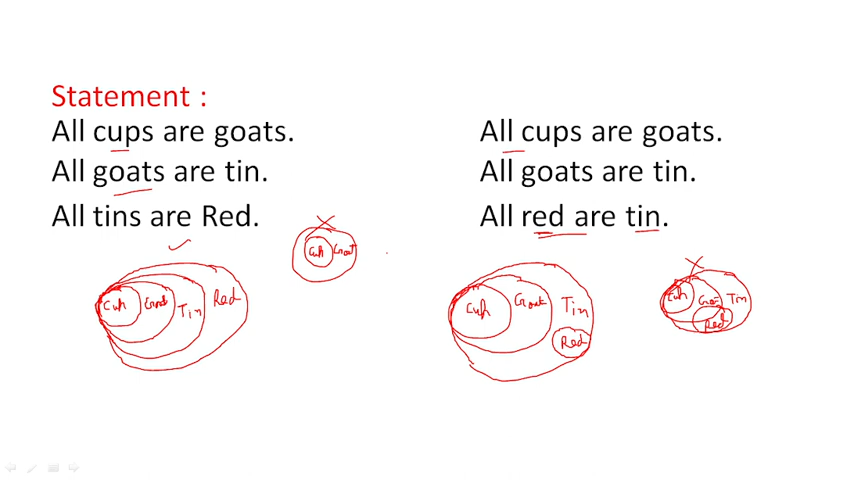 Statement :
All cups are goats.
All goats are tin.
All tins are Red.
Cup Goat Tin Red
Cup Goat
All cups are goats.
All goats are tin.
All red are tin.
Cup Goat Tin
Red
Cup Goat Tin
Red